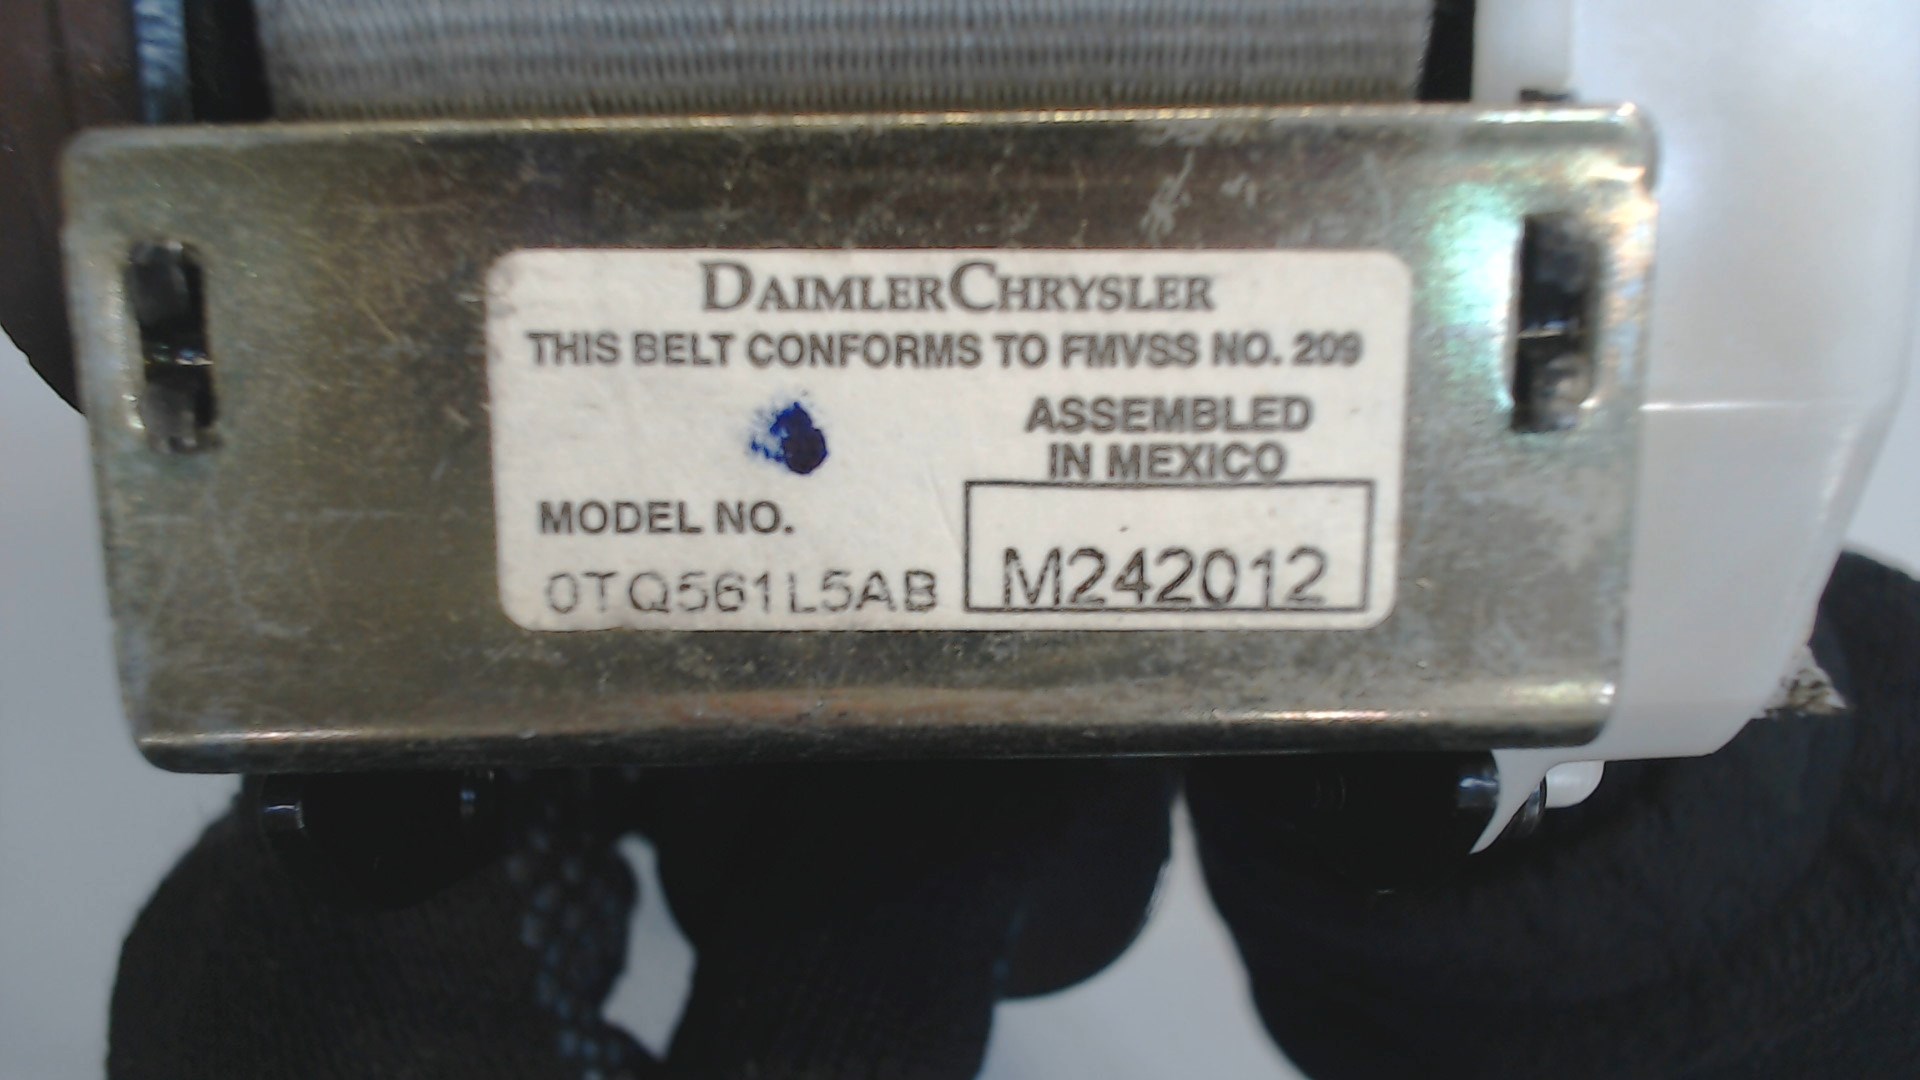 DAIMLERCHRYSLER
THIS BELT CONFORMS TO FMVSS NO. 209
ASSEMBLED
IN MEXICO
MODEL NO.
0TQ561L5AB
M242012